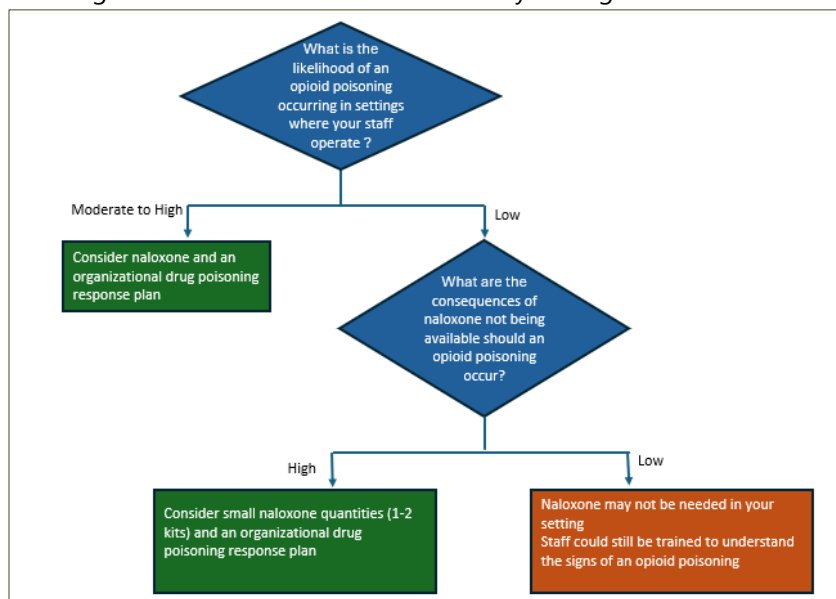 What is the
likelihood of an
opioid poisoning
occurring in settings
where your staff
operate ?
Moderate to High
Low
Consider naloxone and an
organizational drug poisoning
response plan
What are the
consequences of
naloxone not being
available should an
opioid poisoning
occur?
High
Low
Consider small naloxone quantities (1-2
kits) and an organizational drug
poisoning response plan
Naloxone may not be needed in your
setting
Staff could still be trained to understand
the signs of an opioid poisoning